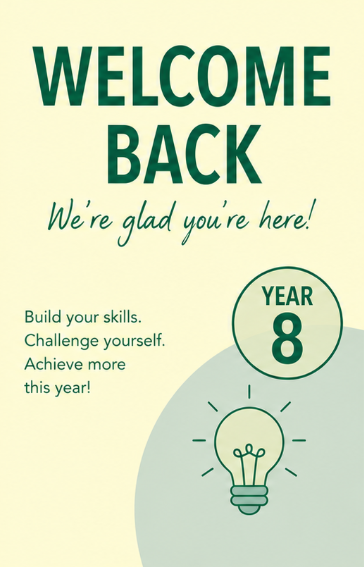 WELCOME
BACK
We're glad you're here!
YEAR
8
Build your skills.
Challenge yourself.
Achieve more
this year!